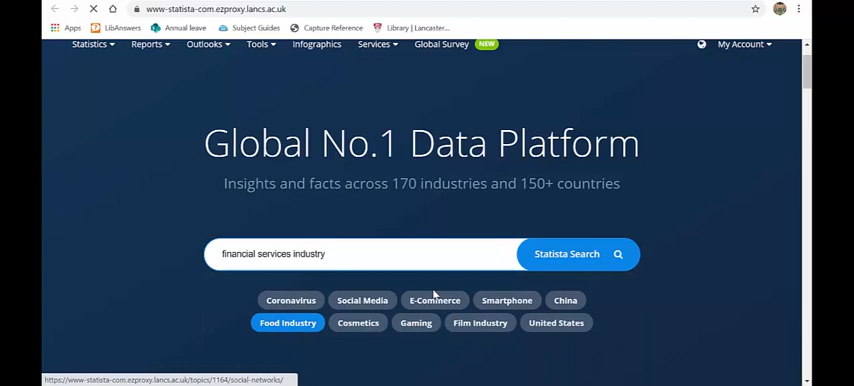 www-statista-com.ezproxy.lancs.ac.uk
Apps LibAnswers Annual leave Subject Guides Capture Reference Library | Lancaster...
Statistics Reports Outlooks Tools Infographics Services Global Survey NEW My Account
Global No.1 Data Platform
Insights and facts across 170 industries and 150+ countries
financial services industry Statista Search
Coronavirus Social Media E-Commerce Smartphone China
Food Industry Cosmetics Gaming Film Industry United States
https://www-statista-com.ezproxy.lancs.ac.uk/topics/1164/social-networks/